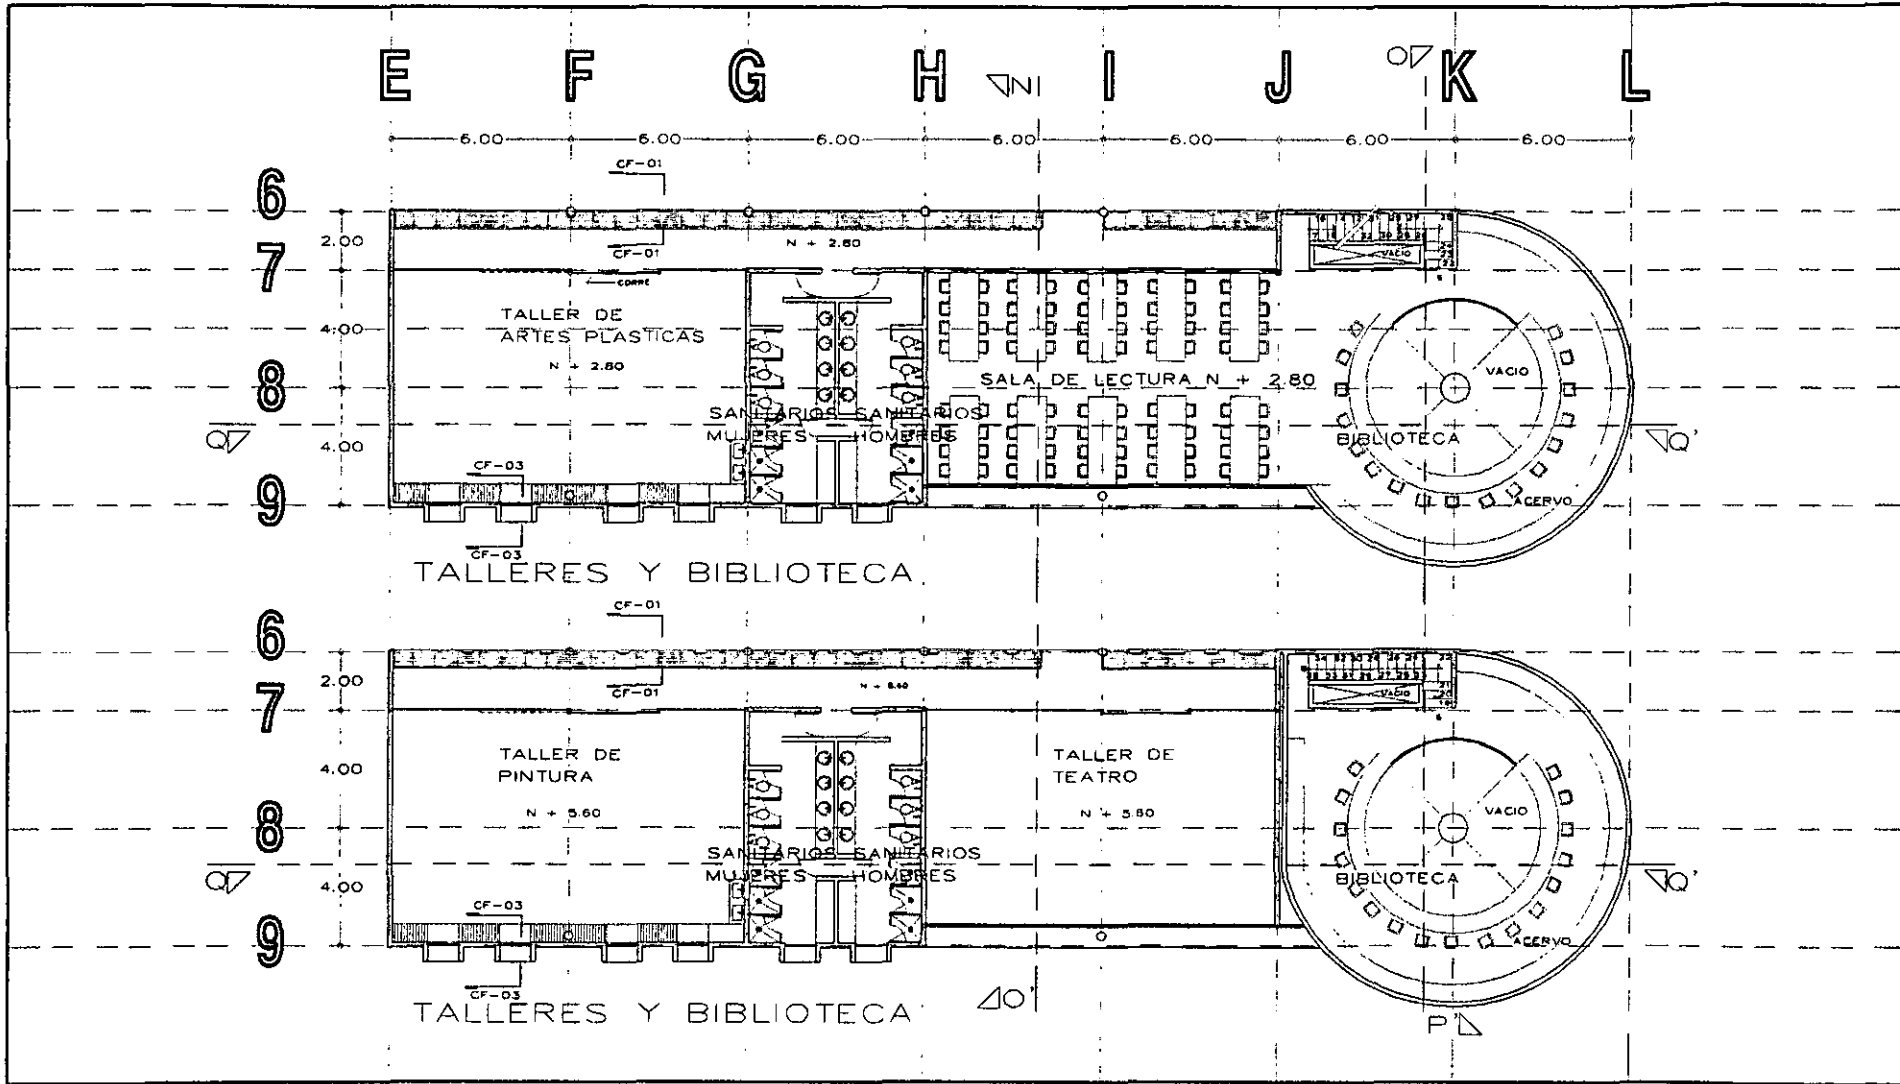 E F G H I J K L
N O
6.00 6.00 6.00 6.00 6.00 6.00 6.00
CF-01
6
2.00
N + 2.80
CF-01
7
VACIO
CORRE
TALLER DE
ARTES PLASTICAS
4.00
N + 2.80
8
SALA DE LECTURA N + 2.80
VACIO
SANITARIOS SANITARIOS
MUJERES HOMBRES
Q
BIBLIOTECA
Q'
4.00
CF-03
9
ACERVO
CF-03
TALLERES Y BIBLIOTECA
CF-01
6
2.00
CF-01
7
VACIO
TALLER DE
PINTURA
TALLER DE
TEATRO
4.00
N + 5.60
N + 5.60
8
VACIO
SANITARIOS SANITARIOS
MUJERES HOMBRES
Q
BIBLIOTECA
Q'
4.00
CF-03
9
ACERVO
CF-03
TALLERES Y BIBLIOTECA
O'
P'